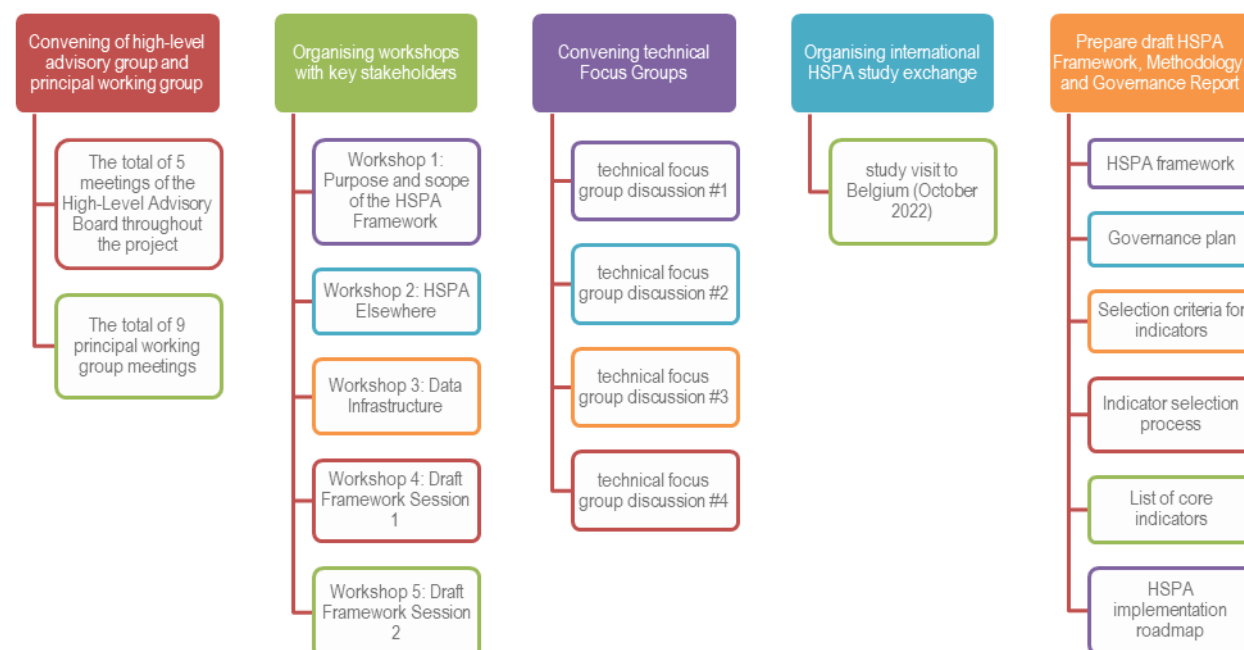 Convening of high-level
advisory group and
principal working group
The total of 5
meetings of the
High-Level Advisory
Board throughout
the project
The total of 9
principal working
group meetings
Organising workshops
with key stakeholders
Workshop 1:
Purpose and scope
of the HSPA
Framework
Workshop 2: HSPA
Elsewhere
Workshop 3: Data
Infrastructure
Workshop 4: Draft
Framework Session
1
Workshop 5: Draft
Framework Session
2
Convening technical
Focus Groups
technical focus
group discussion #1
technical focus
group discussion #2
technical focus
group discussion #3
technical focus
group discussion #4
Organising international
HSPA study exchange
study visit to
Belgium (October
2022)
Prepare draft HSPA
Framework, Methodology
and Governance Report
HSPA framework
Governance plan
Selection criteria for
indicators
Indicator selection
process
List of core
indicators
HSPA
implementation
roadmap